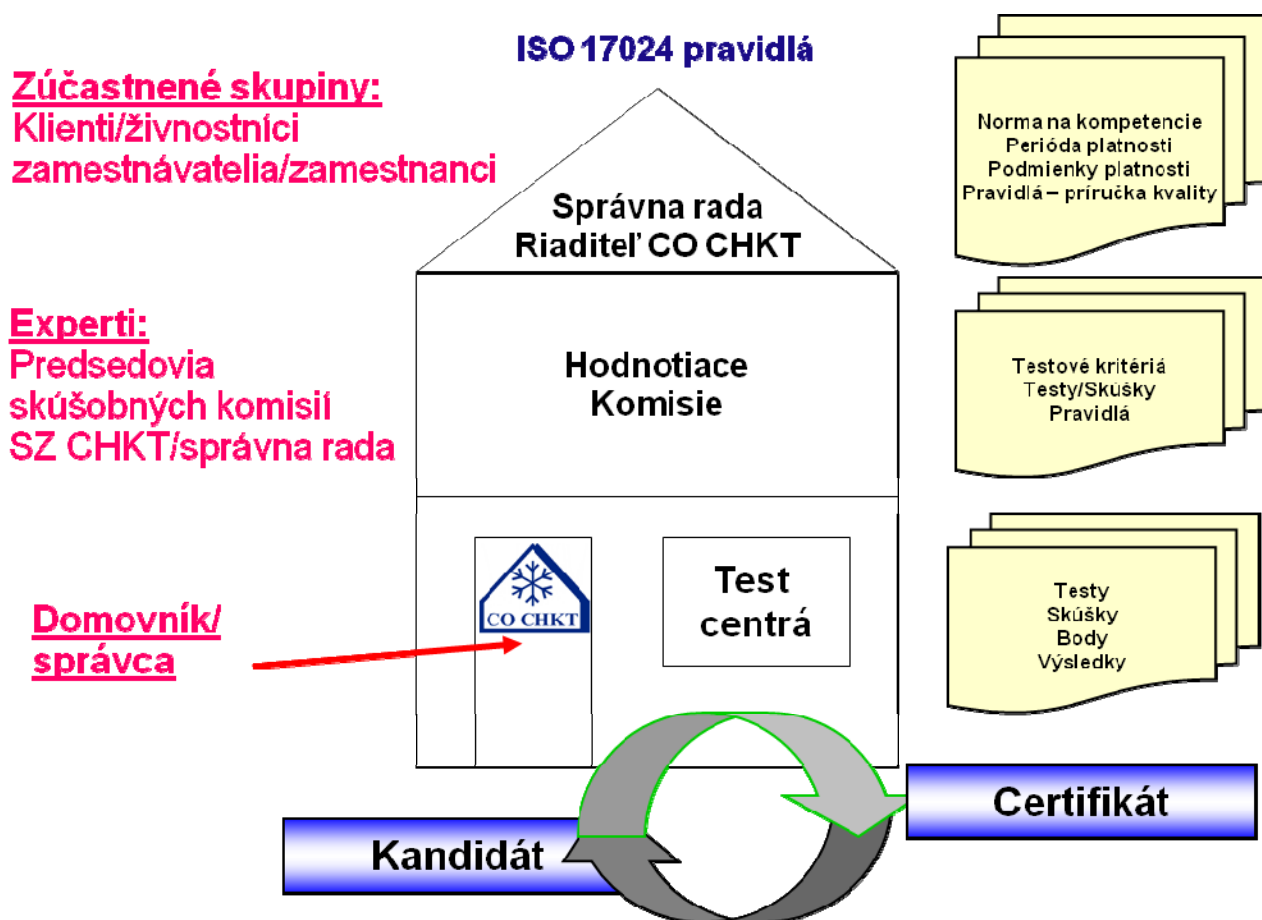 ISO 17024 pravidlá
Zúčastnené skupiny:
Klienti/živnostníci
zamestnávatelia/zamestnanci
Správna rada
Riaditeľ CO CHKT
Norma na kompetencie
Perióda platnosti
Podmienky platnosti
Pravidlá – príručka kvality
Experti:
Predsedovia
skúšobných komisií
SZ CHKT/správna rada
Hodnotiace
Komisie
Testové kritériá
Testy/Skúšky
Pravidlá
Domovník/
správca
CO CHKT
Test
centrá
Testy
Skúšky
Body
Výsledky
Kandidát
Certifikát